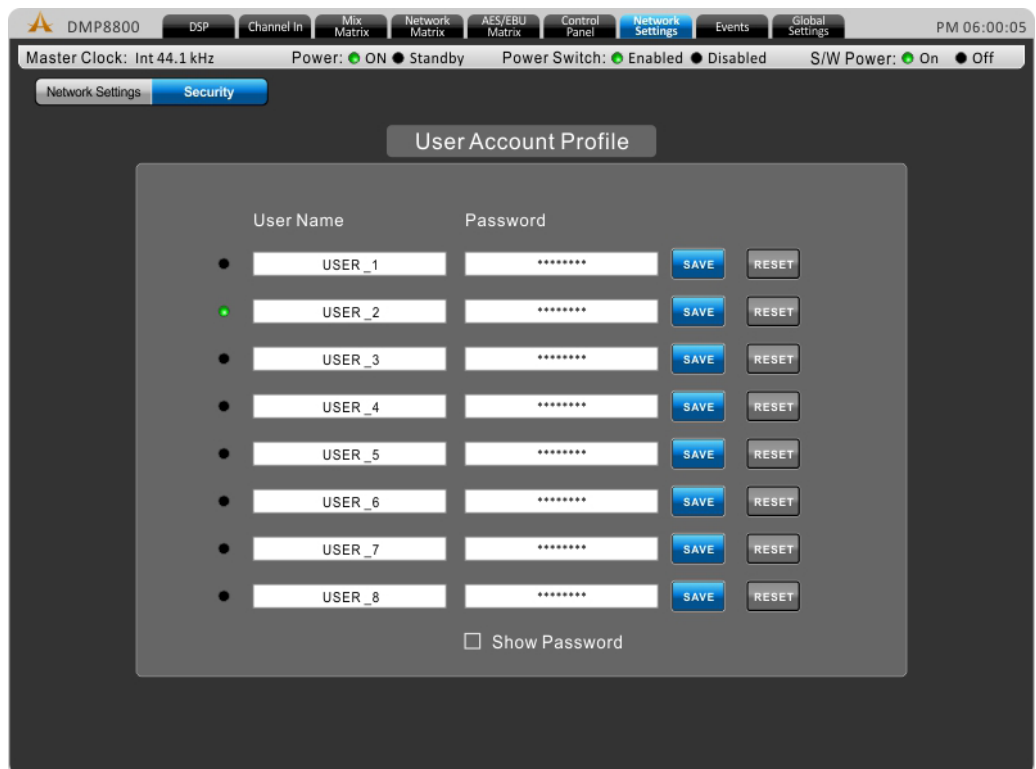 DMP8800 DSP Channel In Mix Matrix Network Matrix AES/EBU Matrix Control Panel Network Settings Events Global Settings PM 06:00:05
Master Clock: Int 44.1 kHz Power: ON Standby Power Switch: Enabled Disabled S/W Power: On Off
Network Settings Security
User Account Profile
User Name Password
USER _1 ******** SAVE RESET
USER _2 ******** SAVE RESET
USER _3 ******** SAVE RESET
USER _4 ******** SAVE RESET
USER _5 ******** SAVE RESET
USER _6 ******** SAVE RESET
USER _7 ******** SAVE RESET
USER _8 ******** SAVE RESET
Show Password